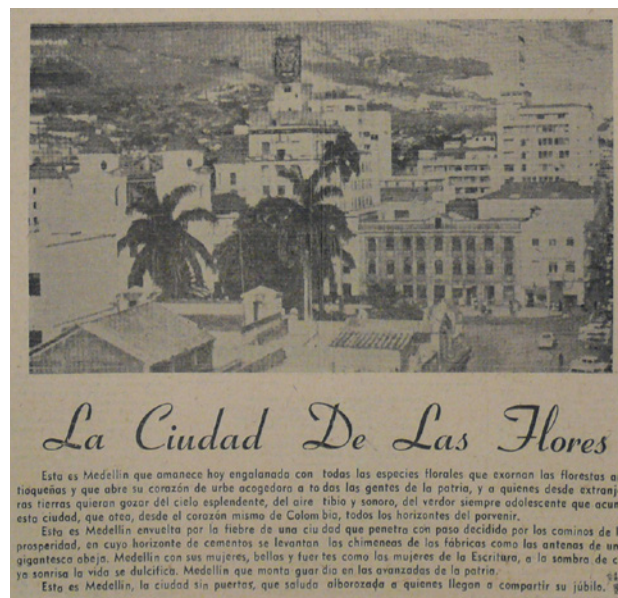 La Ciudad De Las Flores
Esta es Medellín que amanece hoy engalanada con todas las especies florales que exornan las florestas
tioqueñas y que abre su corazón de urbe acogedora a todas las gentes de la patria, y a quienes desde extranj
ras tierras quieran gozar del cielo esplendente, del aire tibio y sonoro, del verdor siempre adolescente que
esta ciudad, que otea, desde el corazón mismo de Colombia, todos los horizontes del porvenir.
Esta es Medellín envuelta por la fiebre de una ciudad que penetra con paso decidido por los caminos de
prosperidad, en cuyo horizonte de cementos se levantan las chimeneas de las fábricas como las antenas de
gigantesca abeja. Medellín con sus mujeres, bellas y fuertes como las mujeres de la Escritura, a la sombra de
ya sonrisa la vida se dulcifica. Medellín que monta guardia en las avanzadas de la patria.
Esta es Medellín, la ciudad sin puertas, que saluda alborozada a quienes llegan a compartir su júbilo.